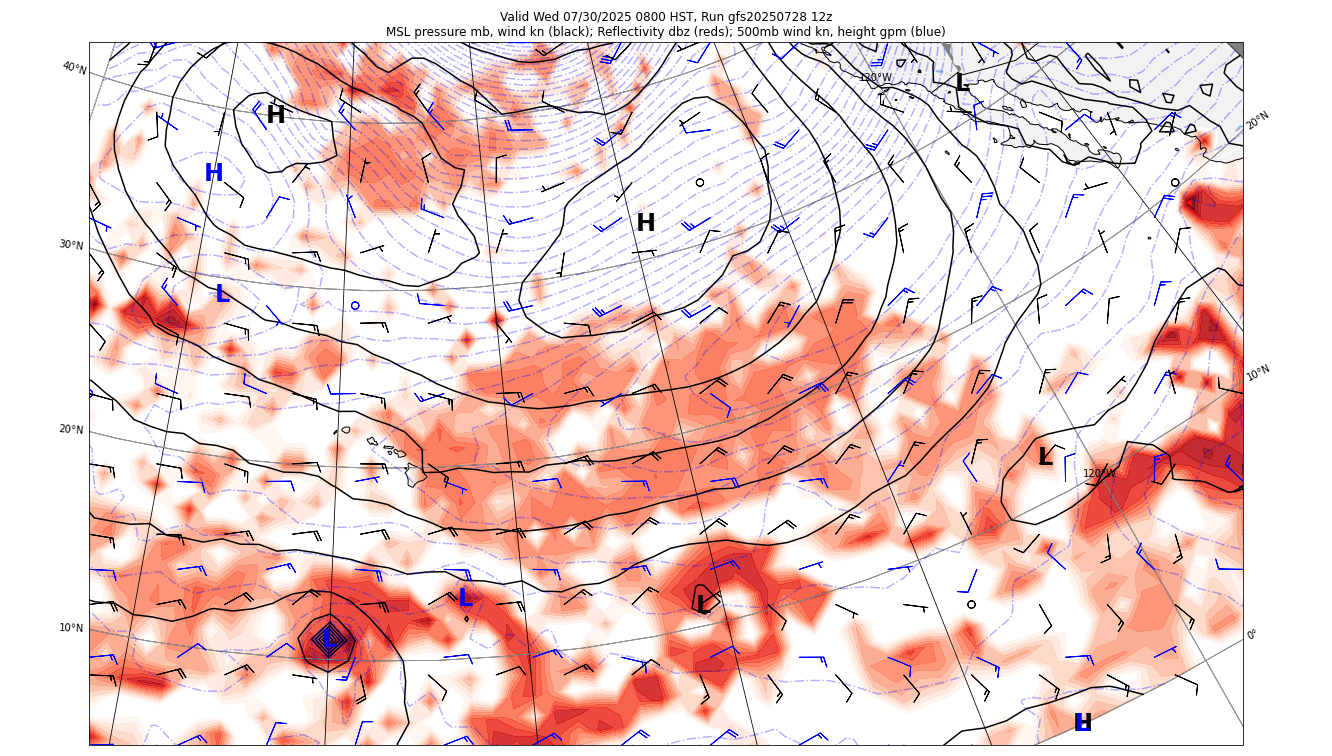 Valid Wed 07/30/2025 0800 HST, Run gfs20250728 12z
MSL pressure mb, wind kn (black); Reflectivity dbz (reds); 500mb wind kn, height gpm (blue)
40°N
120°W
L
20°N
H
H
H
30°N
L
10°N
20°N
L
120°W
L
L
10°N
L
0°
H